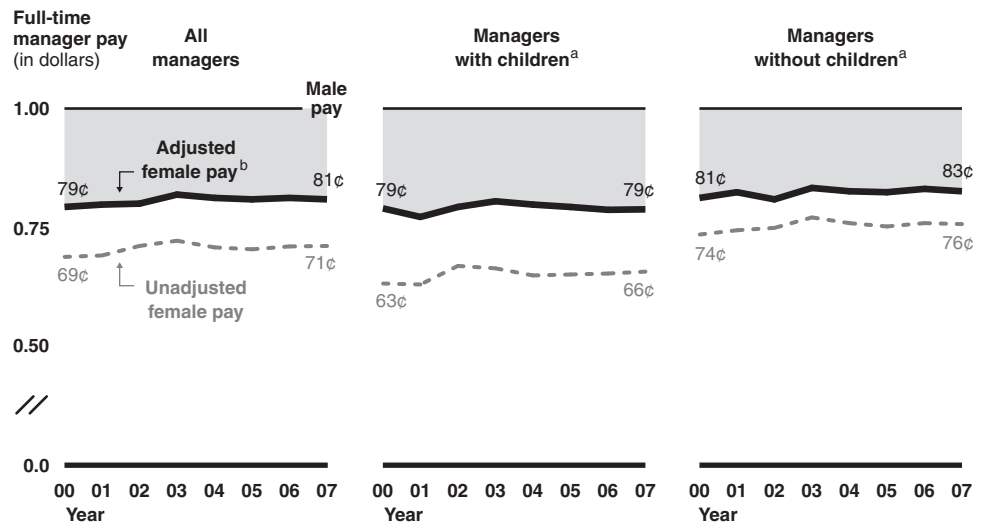 Full-time
manager pay
(in dollars)
All
managers
Managers
with childrenᵃ
Managers
without childrenᵃ
Male
pay
1.00
0.75
0.50
0.0
Adjusted
female payᵇ
79¢
81¢
69¢
71¢
Unadjusted
female pay
79¢
79¢
63¢
66¢
81¢
83¢
74¢
76¢
00 01 02 03 04 05 06 07
Year
00 01 02 03 04 05 06 07
Year
00 01 02 03 04 05 06 07
Year